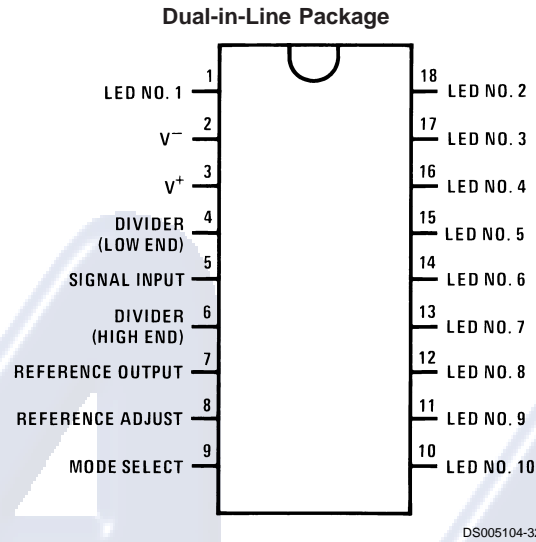 Dual-in-Line Package
1
LED NO. 1
2
V⁻
3
V⁺
4
DIVIDER
(LOW END)
5
SIGNAL INPUT
6
DIVIDER
(HIGH END)
7
REFERENCE OUTPUT
8
REFERENCE ADJUST
9
MODE SELECT
18
LED NO. 2
17
LED NO. 3
16
LED NO. 4
15
LED NO. 5
14
LED NO. 6
13
LED NO. 7
12
LED NO. 8
11
LED NO. 9
10
LED NO. 10
DS005104-32